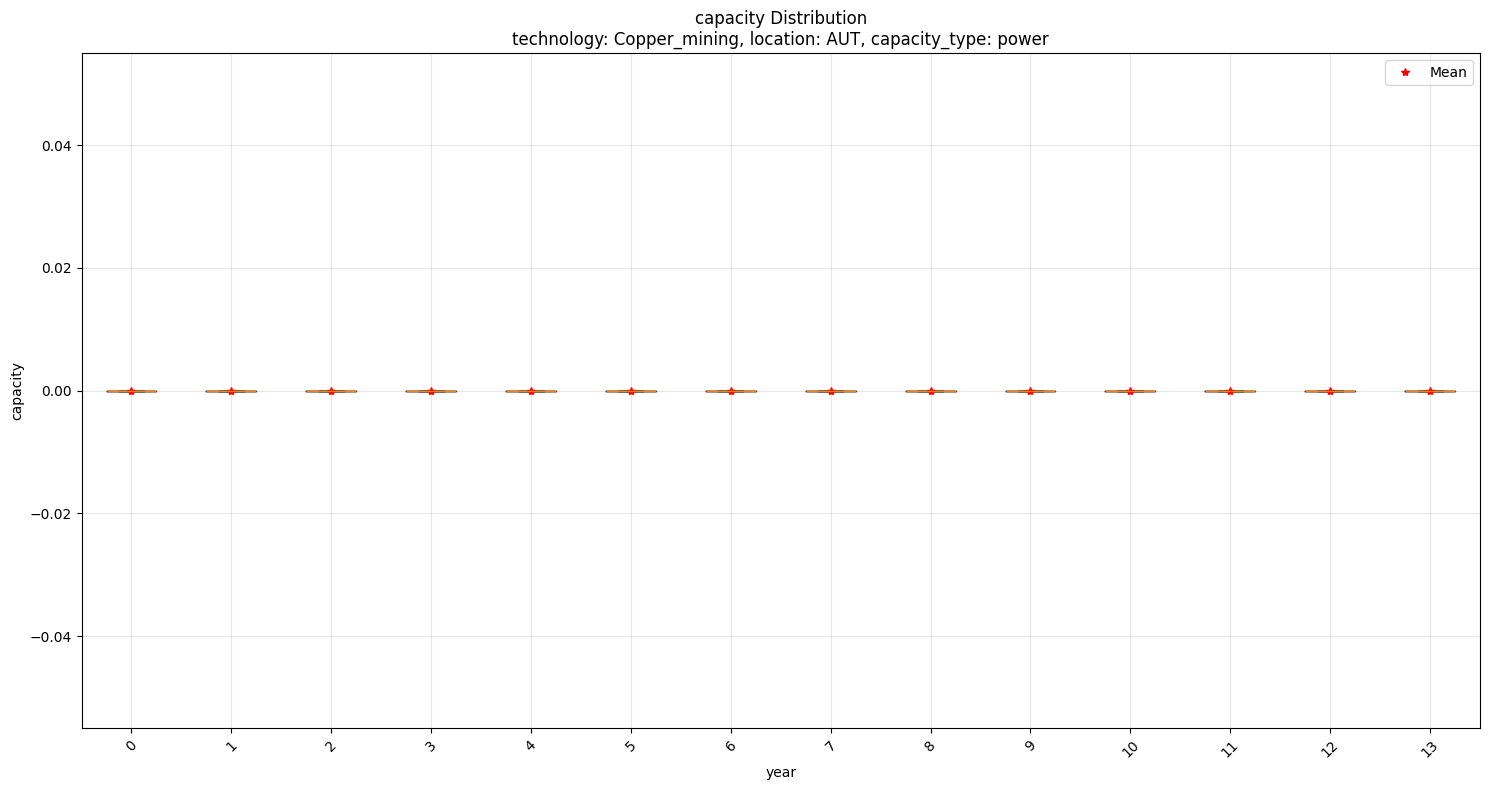 capacity Distribution
technology: Copper_mining, location: AUT, capacity_type: power
Mean
0.04
0.02
0.00
−0.02
−0.04
capacity
0 1 2 3 4 5 6 7 8 9 10 11 12 13
year